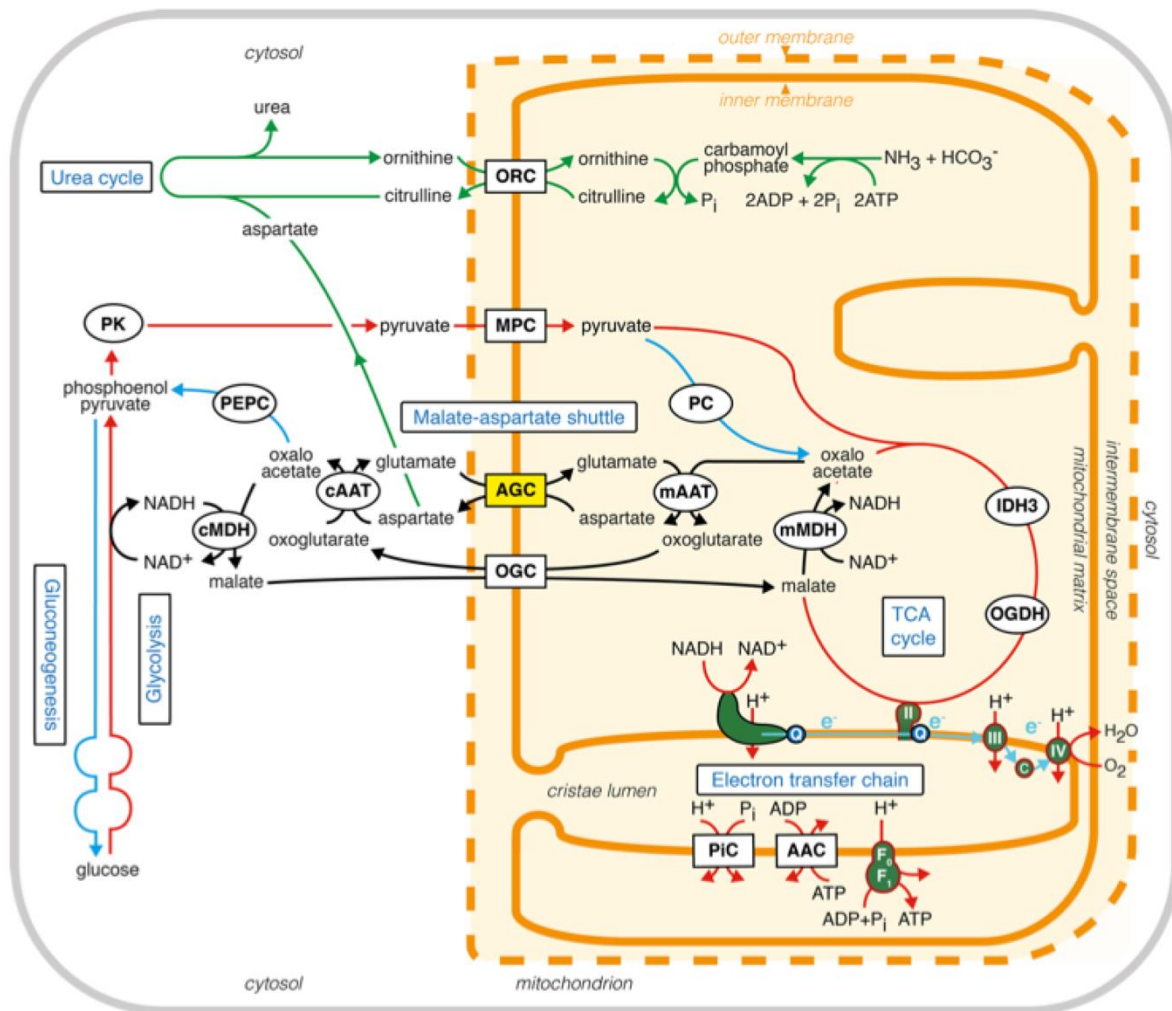 outer membrane
cytosol
inner membrane
urea
Urea cycle
ornithine
ORC
ornithine
carbamoyl
phosphate
NH3 + HCO3-
citrulline
citrulline
Pi
2ADP + 2Pi
2ATP
aspartate
PK
pyruvate
MPC
pyruvate
phosphoenol
pyruvate
PEPC
Malate-aspartate shuttle
PC
oxalo
acetate
glutamate
glutamate
oxalo
acetate
cAAT
AGC
mAAT
NADH
NADH
IDH3
cMDH
aspartate
aspartate
mMDH
oxoglutarate
oxoglutarate
NAD+
NAD+
malate
OGC
malate
mitochondrial matrix
intermembrane space
cytosol
Gluconeogenesis
Glycolysis
TCA
cycle
OGDH
NADH
NAD+
H+
Q
e-
II
Q
e-
H+
III
e-
C
H+
IV
H2O
O2
Electron transfer chain
cristae lumen
H+
Pi
ADP
H+
PiC
AAC
F0
F1
ATP
ADP+Pi
ATP
glucose
cytosol
mitochondrion